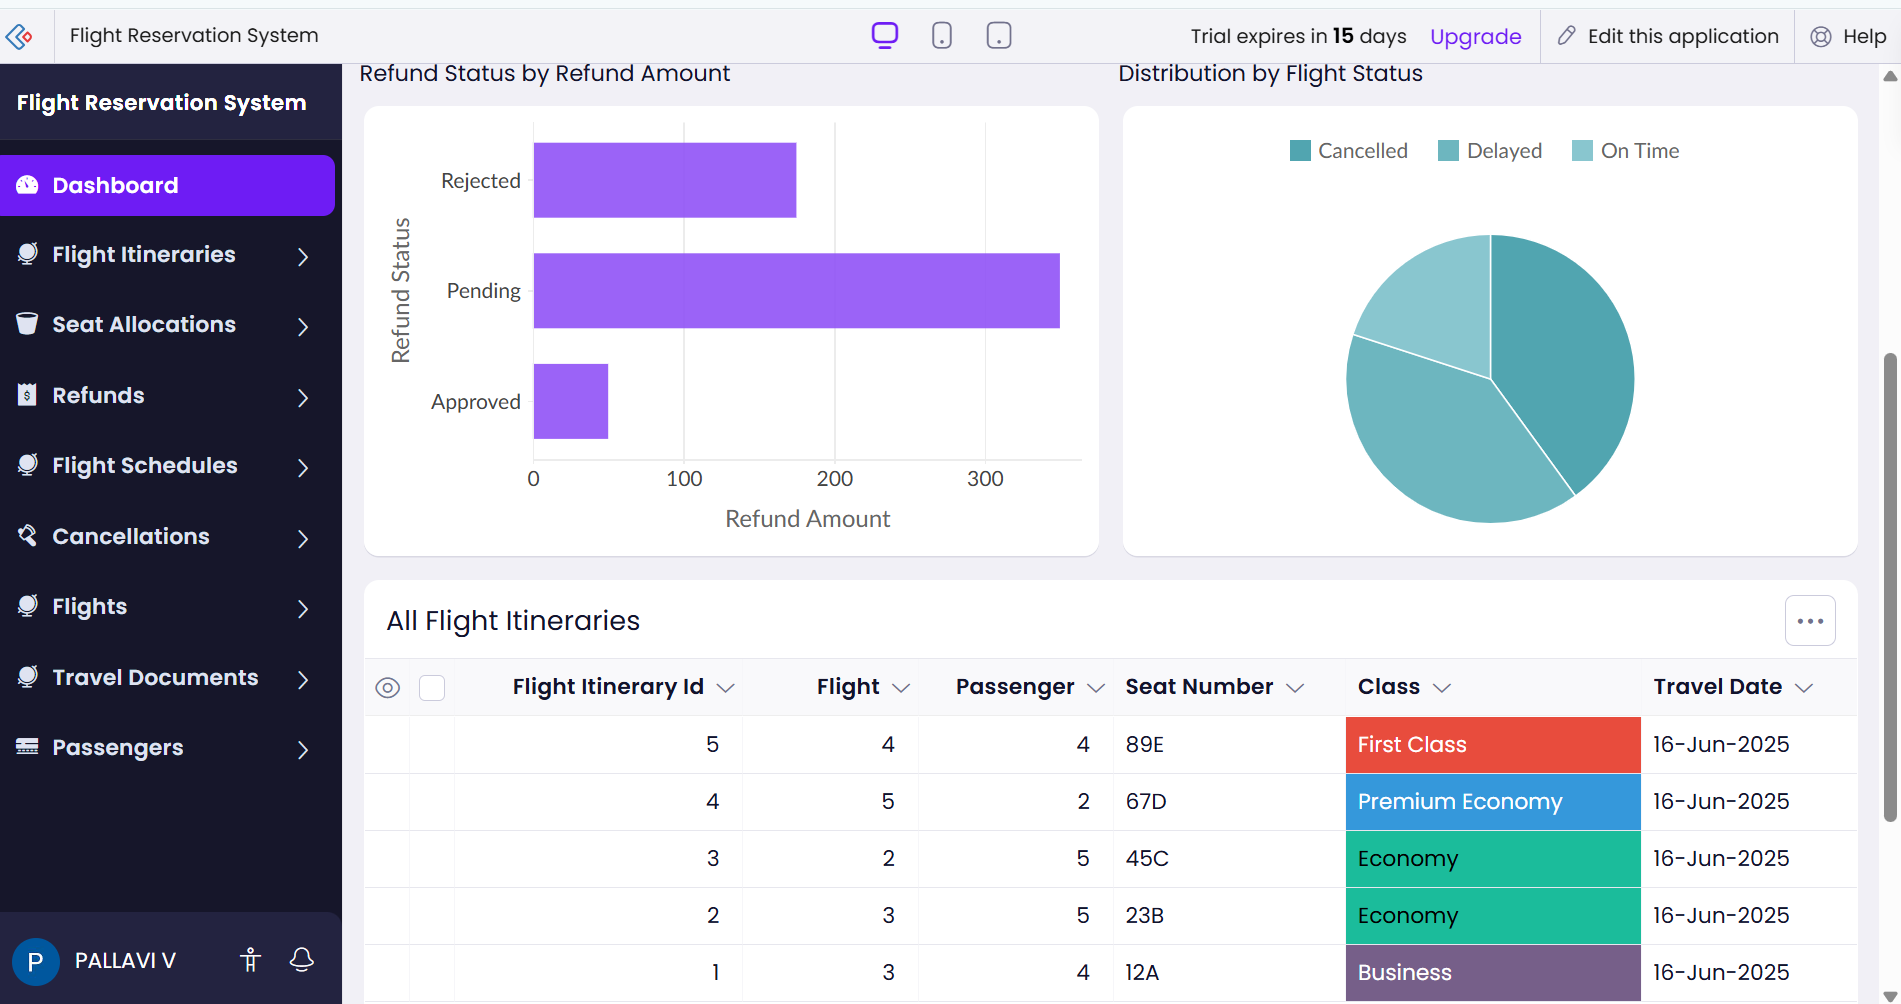 Flight Reservation System
Trial expires in 15 days Upgrade
Edit this application
Help
Flight Reservation System
Dashboard
Flight Itineraries
Seat Allocations
Refunds
Flight Schedules
Cancellations
Flights
Travel Documents
Passengers
P PALLAVI V
Refund Status by Refund Amount
Refund Status
Rejected
Pending
Approved
0 100 200 300
Refund Amount
Distribution by Flight Status
Cancelled Delayed On Time
All Flight Itineraries
Flight Itinerary Id Flight Passenger Seat Number Class Travel Date
5 4 4 89E First Class 16-Jun-2025
4 5 2 67D Premium Economy 16-Jun-2025
3 2 5 45C Economy 16-Jun-2025
2 3 5 23B Economy 16-Jun-2025
1 3 4 12A Business 16-Jun-2025